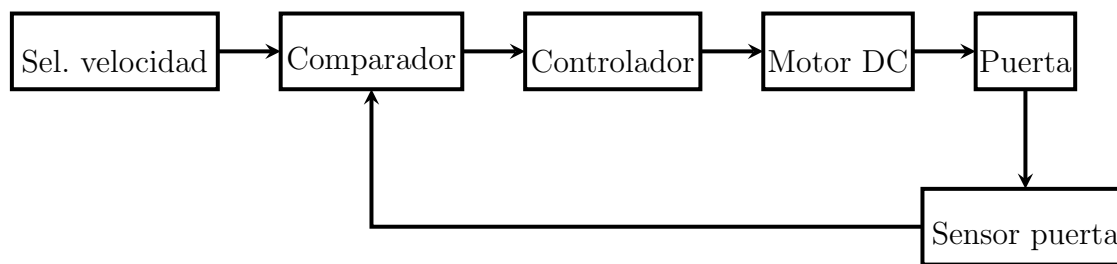 Sel. velocidad
Comparador
Controlador
Motor DC
Puerta
Sensor puerta